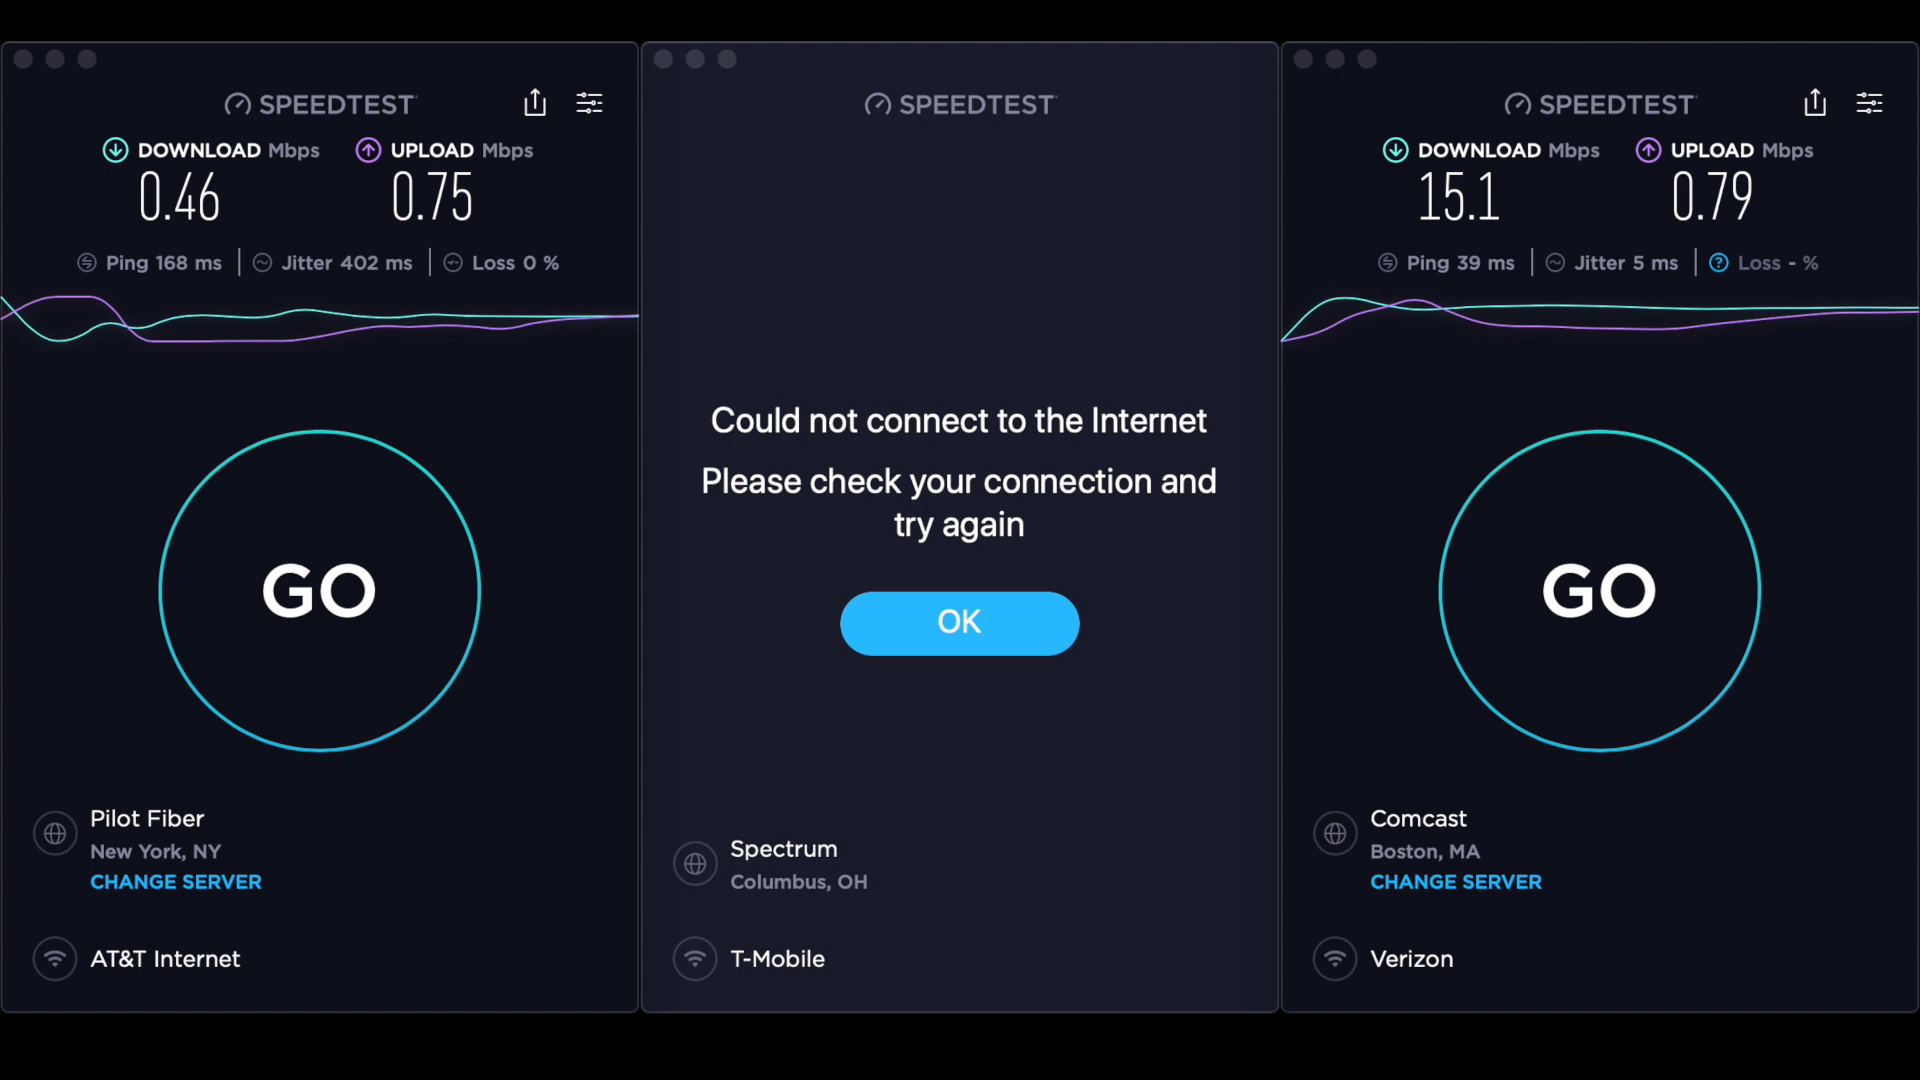 SPEEDTEST
DOWNLOAD Mbps UPLOAD Mbps
0.46 0.75
Ping 168 ms Jitter 402 ms Loss 0 %
GO
Pilot Fiber
New York, NY
CHANGE SERVER
AT&T Internet
SPEEDTEST
Could not connect to the Internet
Please check your connection and
try again
OK
Spectrum
Columbus, OH
T-Mobile
SPEEDTEST
DOWNLOAD Mbps UPLOAD Mbps
15.1 0.79
Ping 39 ms Jitter 5 ms ? Loss - %
GO
Comcast
Boston, MA
CHANGE SERVER
Verizon